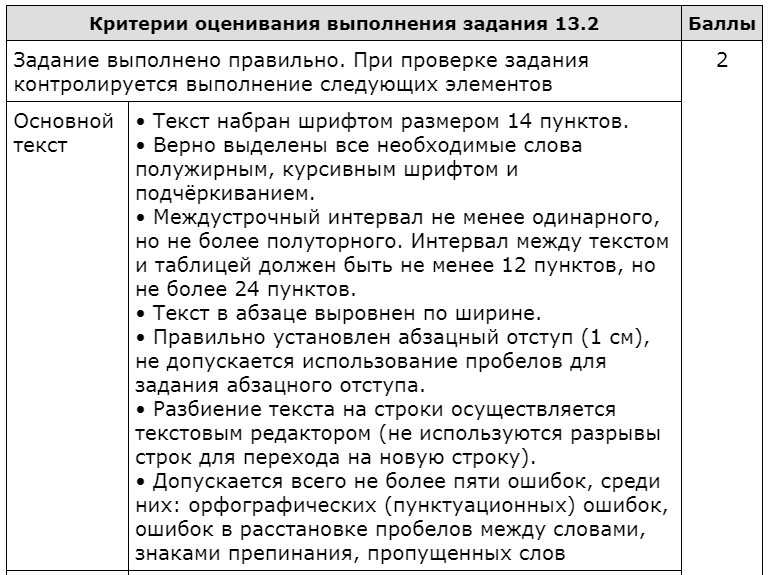 Критерии оценивания выполнения задания 13.2 Баллы
Задание выполнено правильно. При проверке задания 2
контролируется выполнение следующих элементов
Основной • Текст набран шрифтом размером 14 пунктов.
текст • Верно выделены все необходимые слова
полужирным, курсивным шрифтом и
подчёркиванием.
• Междустрочный интервал не менее одинарного,
но не более полуторного. Интервал между текстом
и таблицей должен быть не менее 12 пунктов, но
не более 24 пунктов.
• Текст в абзаце выровнен по ширине.
• Правильно установлен абзацный отступ (1 см),
не допускается использование пробелов для
задания абзацного отступа.
• Разбиение текста на строки осуществляется
текстовым редактором (не используются разрывы
строк для перехода на новую строку).
• Допускается всего не более пяти ошибок, среди
них: орфографических (пунктуационных) ошибок,
ошибок в расстановке пробелов между словами,
знаками препинания, пропущенных слов